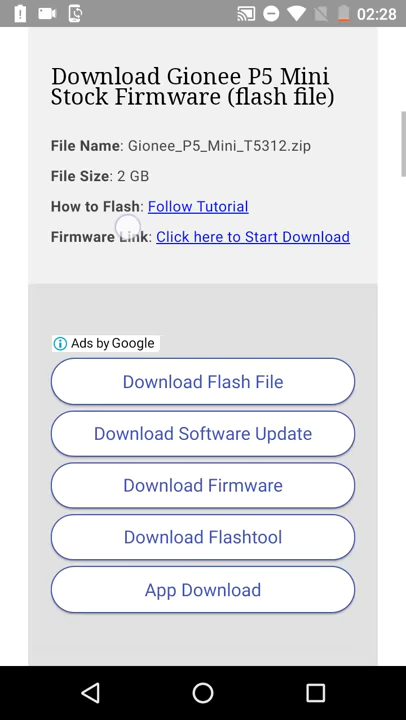 02:28
Download Gionee P5 Mini
Stock Firmware (flash file)
File Name: Gionee_P5_Mini_T5312.zip
File Size: 2 GB
How to Flash: Follow Tutorial
Firmware Link: Click here to Start Download
Ads by Google
Download Flash File
Download Software Update
Download Firmware
Download Flashtool
App Download